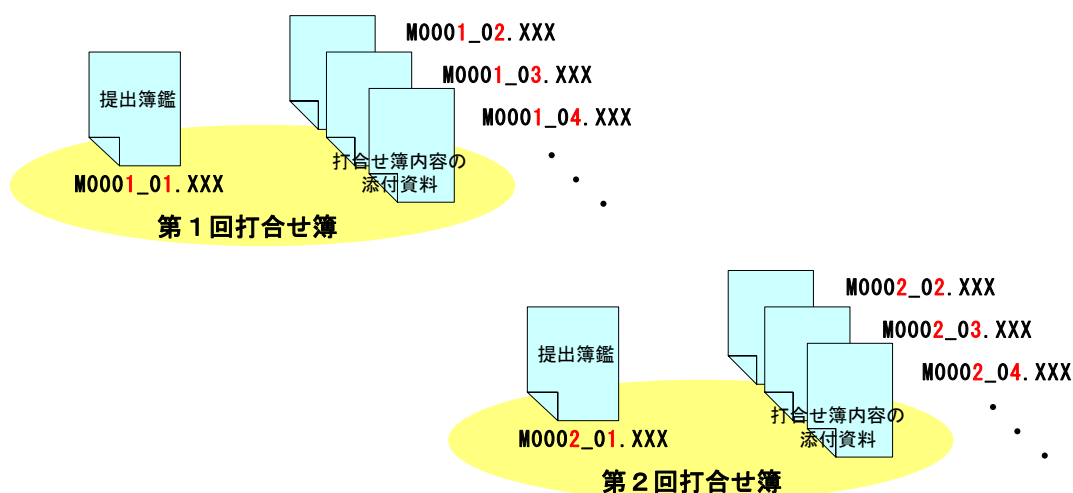 M0001_02.XXX
M0001_03.XXX
M0001_04.XXX
提出簿鑑
打合せ簿内容の
添付資料
M0001_01.XXX
第１回打合せ簿
M0002_02.XXX
M0002_03.XXX
M0002_04.XXX
提出簿鑑
打合せ簿内容の
添付資料
M0002_01.XXX
第２回打合せ簿